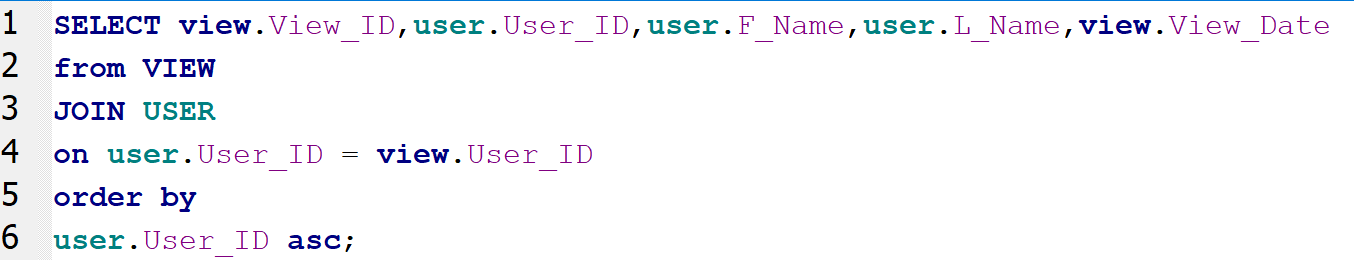 1 SELECT view.View_ID,user.User_ID,user.F_Name,user.L_Name,view.View_Date
2 from VIEW
3 JOIN USER
4 on user.User_ID = view.User_ID
5 order by
6 user.User_ID asc;